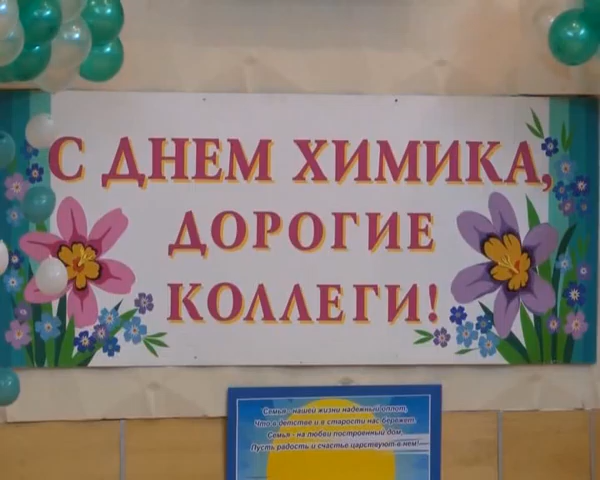 С ДНЕМ ХИМИКА,
ДОРОГИЕ
КОЛЛЕГИ!
Семья - нашей жизни надежный оплот,
Что в детстве и в старости нас бережет.
Семья - на любви построенный дом,
Пусть радость и счастье царствуют в нем!